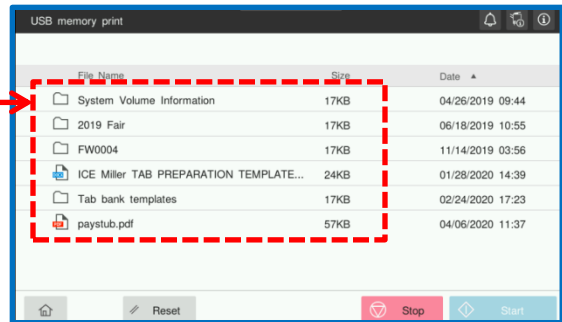 USB memory print
File Name Size Date ▲
System Volume Information 17KB 04/26/2019 09:44
2019 Fair 17KB 06/18/2019 10:55
FW0004 17KB 11/14/2019 03:56
ICE Miller TAB PREPARATION TEMPLATE... 24KB 01/28/2020 14:39
Tab bank templates 17KB 02/24/2020 17:23
paystub.pdf 57KB 04/06/2020 11:37
Reset Stop Start